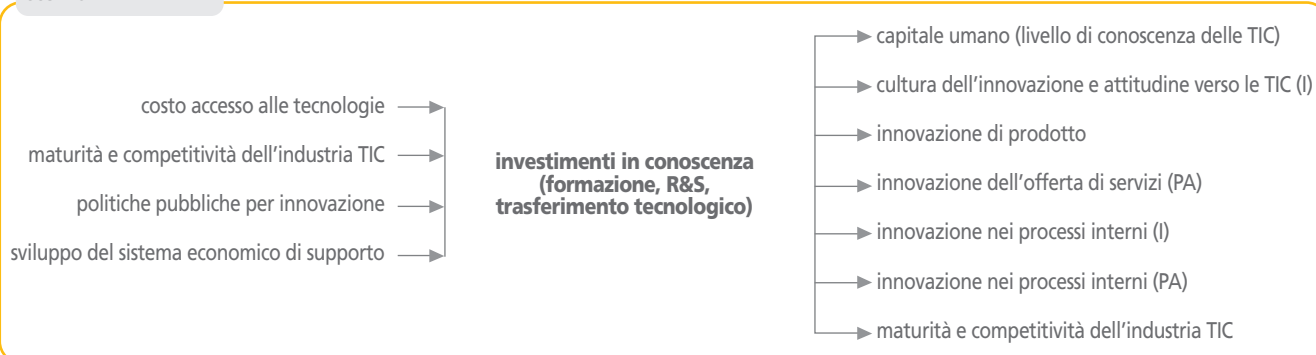 costo accesso alle tecnologie
maturità e competitività dell’industria TIC
politiche pubbliche per innovazione
sviluppo del sistema economico di supporto
investimenti in conoscenza
(formazione, R&S,
trasferimento tecnologico)
capitale umano (livello di conoscenza delle TIC)
cultura dell’innovazione e attitudine verso le TIC (I)
innovazione di prodotto
innovazione dell’offerta di servizi (PA)
innovazione nei processi interni (I)
innovazione nei processi interni (PA)
maturità e competitività dell’industria TIC